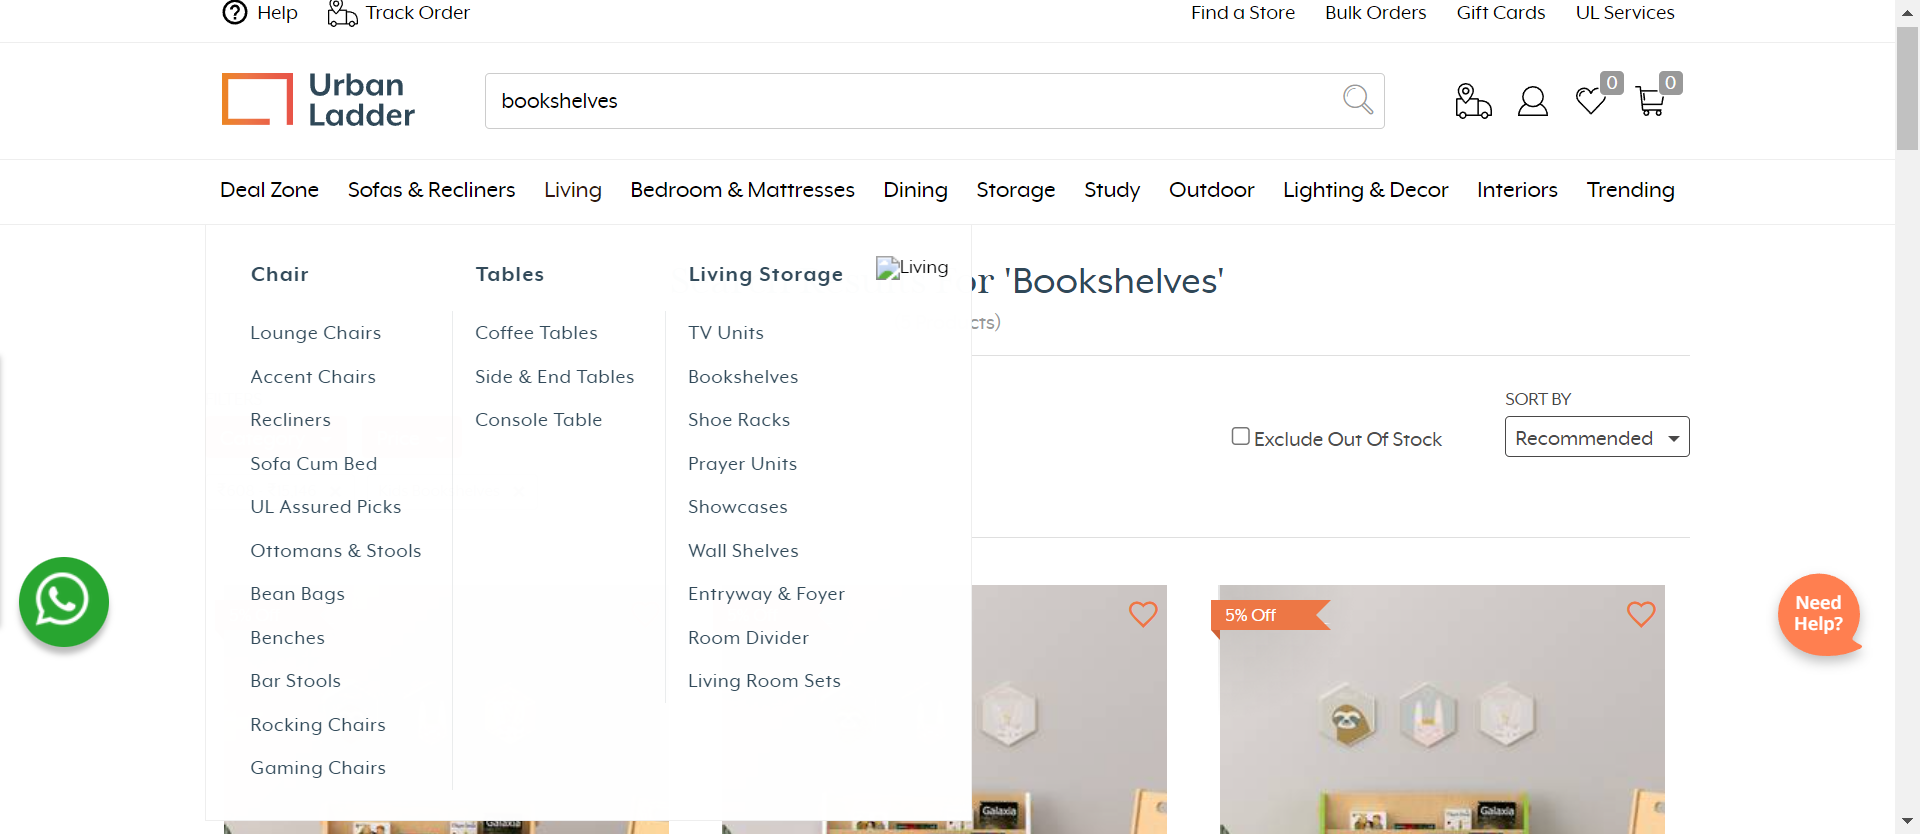 Help Track Order Find a Store Bulk Orders Gift Cards UL Services
Urban
Ladder
bookshelves
0 0
Deal Zone Sofas & Recliners Living Bedroom & Mattresses Dining Storage Study Outdoor Lighting & Decor Interiors Trending
Chair
Lounge Chairs
Accent Chairs
Recliners
Sofa Cum Bed
UL Assured Picks
Ottomans & Stools
Bean Bags
Benches
Bar Stools
Rocking Chairs
Gaming Chairs
Tables
Coffee Tables
Side & End Tables
Console Table
Living Storage
TV Units
Bookshelves
Shoe Racks
Prayer Units
Showcases
Wall Shelves
Entryway & Foyer
Room Divider
Living Room Sets
Living
or 'Bookshelves'
cts)
SORT BY
Exclude Out Of Stock
Recommended
5% Off
Need
Help?
Galaxia
Galaxia